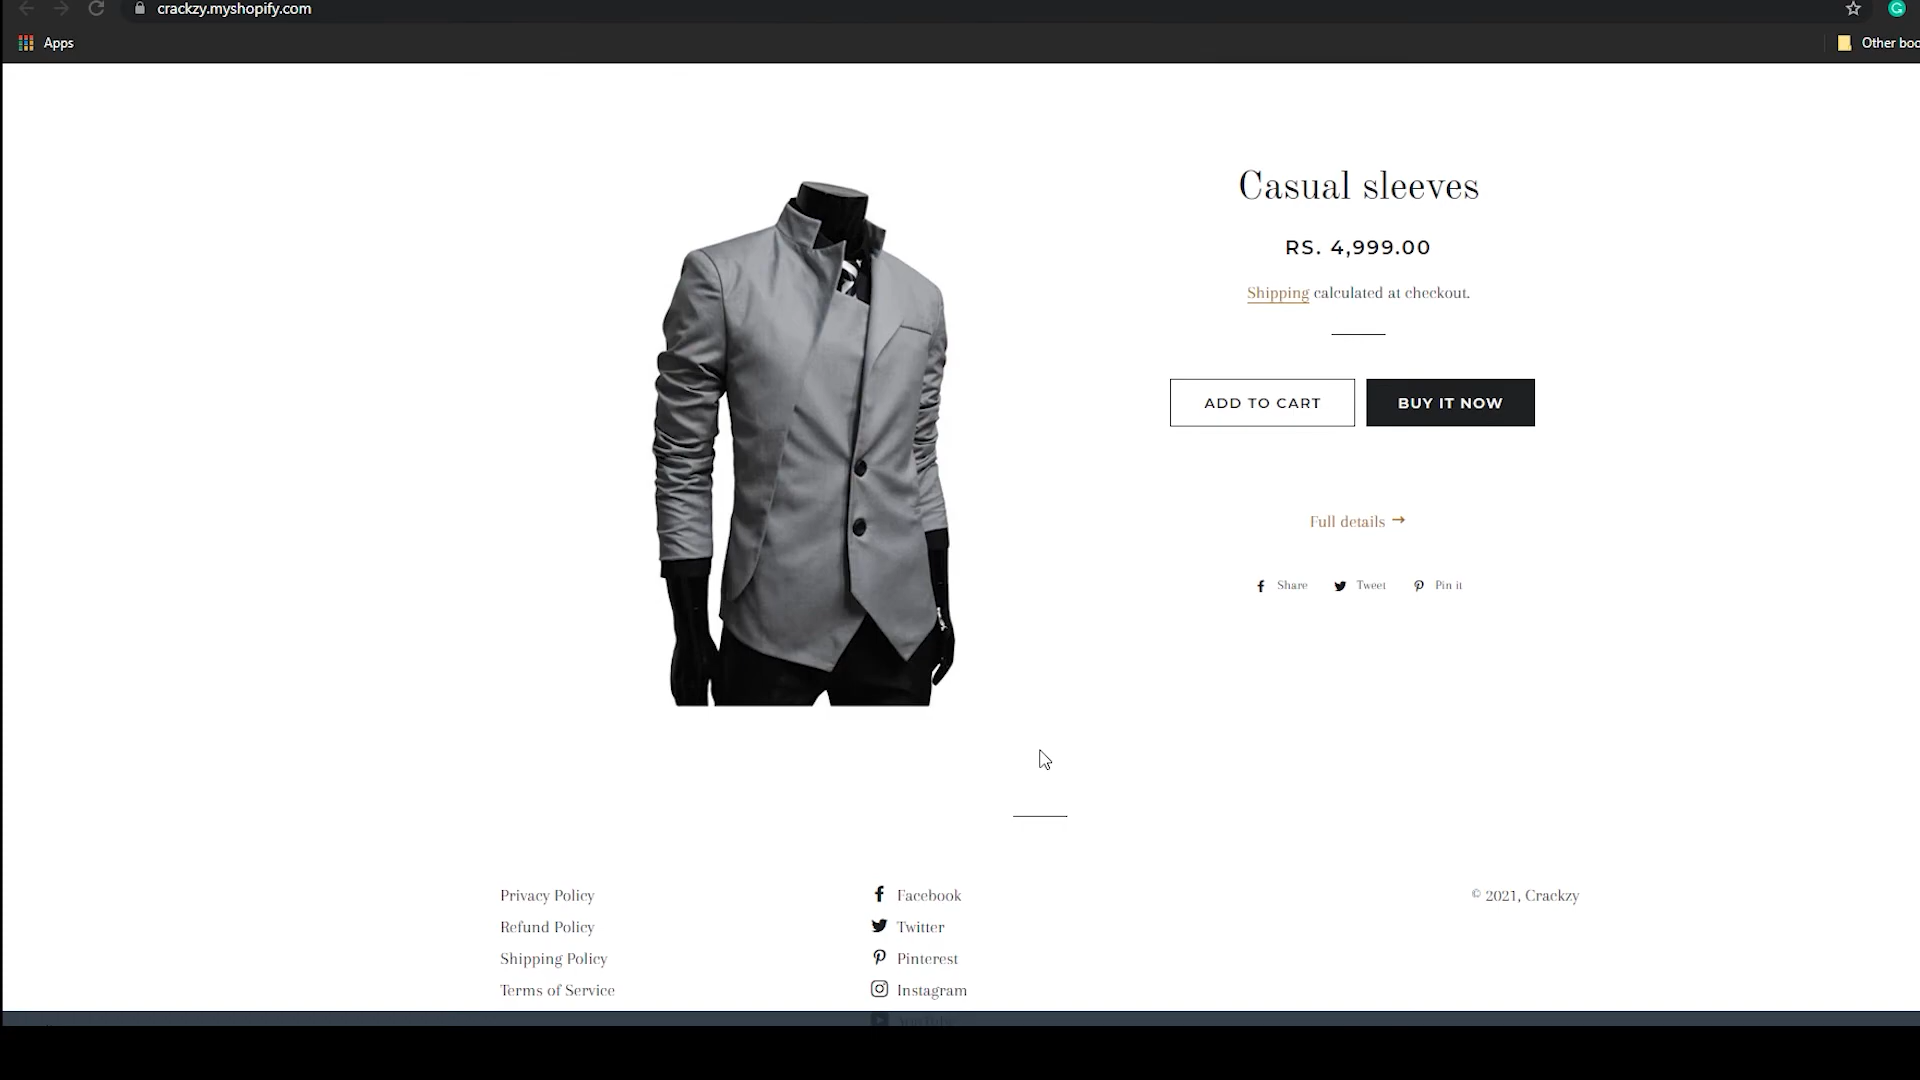 crackzy.myshopify.com
Apps
Other boo
Casual sleeves
RS. 4,999.00
Shipping calculated at checkout.
ADD TO CART
BUY IT NOW
Full details →
Share
Tweet
Pin it
Privacy Policy
Refund Policy
Shipping Policy
Terms of Service
Facebook
Twitter
Pinterest
Instagram
© 2021, Crackzy